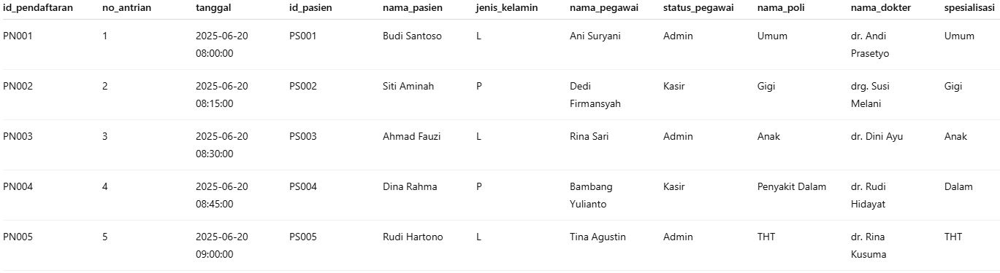 id_pendaftaran no_antrian tanggal id_pasien nama_pasien jenis_kelamin nama_pegawai status_pegawai nama_poli nama_dokter spesialisasi
PN001 1 2025-06-20 PS001 Budi Santoso L Ani Suryani Admin Umum dr. Andi Umum
08:00:00 Prasetyo
PN002 2 2025-06-20 PS002 Siti Aminah P Dedi Kasir Gigi drg. Susi Gigi
08:15:00 Firmansyah Melani
PN003 3 2025-06-20 PS003 Ahmad Fauzi L Rina Sari Admin Anak dr. Dini Ayu Anak
08:30:00
PN004 4 2025-06-20 PS004 Dina Rahma P Bambang Kasir Penyakit Dalam dr. Rudi Dalam
08:45:00 Yulianto Hidayat
PN005 5 2025-06-20 PS005 Rudi Hartono L Tina Agustin Admin THT dr. Rina THT
09:00:00 Kusuma